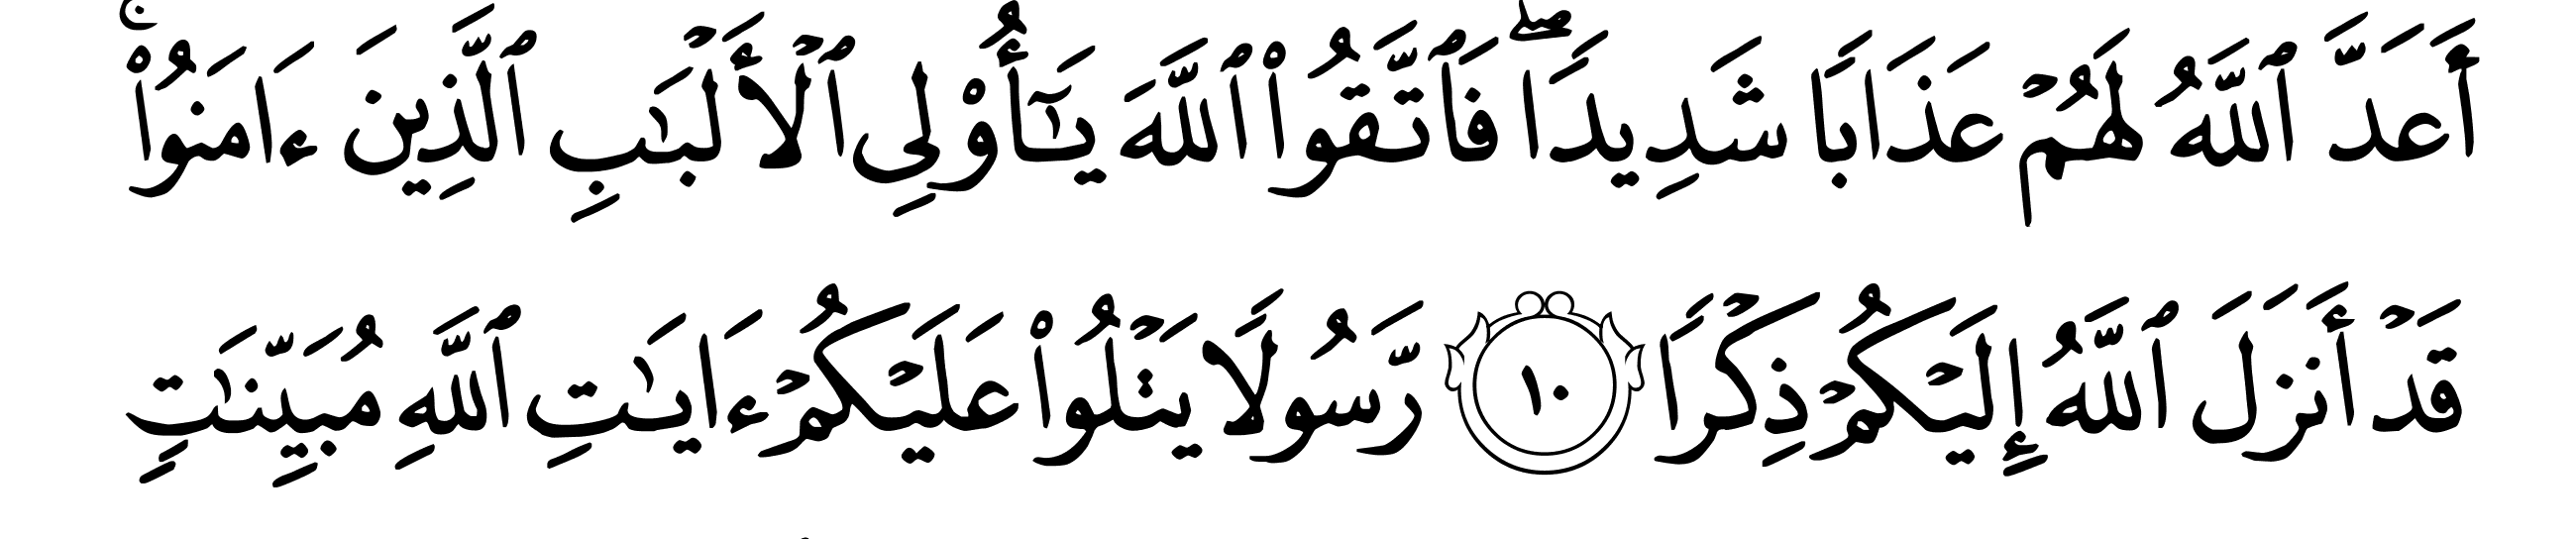 أَعَدَّ ٱللَّهُ لَهُمۡ عَذَابٗا شَدِيدٗاۖ فَٱتَّقُواْ ٱللَّهَ يَٰٓأُوْلِي ٱلۡأَلۡبَٰبِ ٱلَّذِينَ ءَامَنُواْۚ
قَدۡ أَنزَلَ ٱللَّهُ إِلَيۡكُمۡ ذِكۡرٗا ١٠ رَّسُولٗا يَتۡلُواْ عَلَيۡكُمۡ ءَايَٰتِ ٱللَّهِ مُبَيِّنَٰتٖ